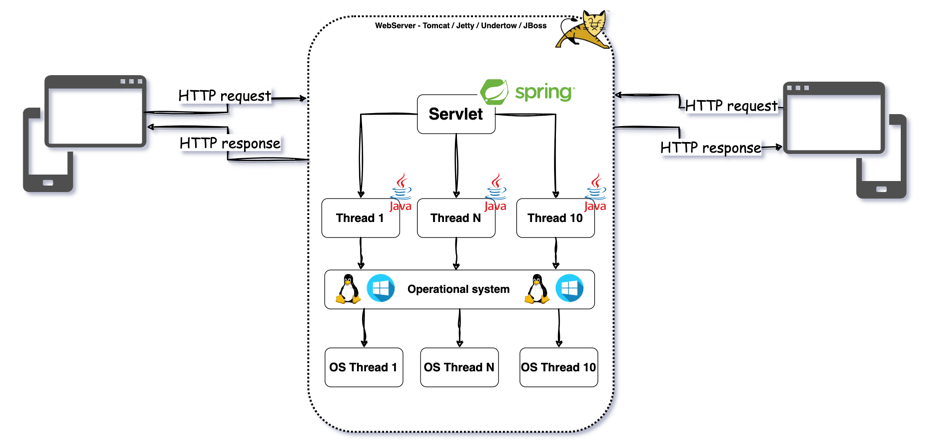 WebServer - Tomcat / Jetty / Undertow / JBoss
spring
Servlet
HTTP request
HTTP response
HTTP request
HTTP response
Java
Java
Java
Thread 1
Thread N
Thread 10
Operational system
OS Thread 1
OS Thread N
OS Thread 10